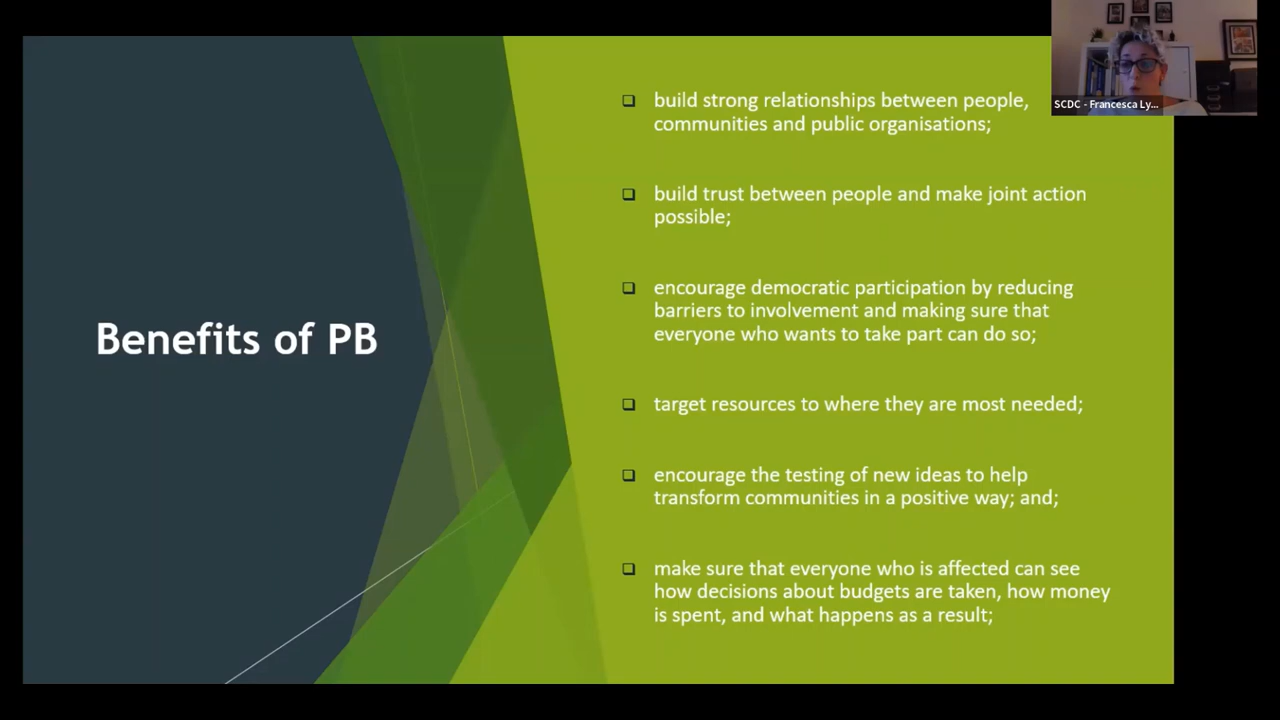 build strong relationships between people,
communities and public organisations;
SCDC - Francesca Ly...
build trust between people and make joint action
possible;
encourage democratic participation by reducing
barriers to involvement and making sure that
everyone who wants to take part can do so;
Benefits of PB
target resources to where they are most needed;
encourage the testing of new ideas to help
transform communities in a positive way; and;
make sure that everyone who is affected can see
how decisions about budgets are taken, how money
is spent, and what happens as a result;